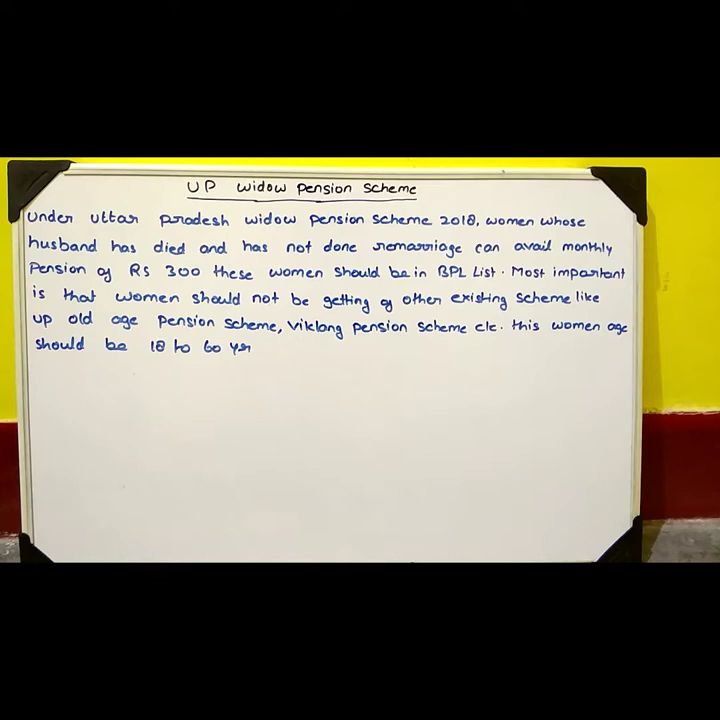 UP widow pension scheme
under uttar pradesh widow pension scheme 2018, women whose
husband has died and has not done remarriage can avail monthly
Pension of RS 300 these women should be in BPL List. Most important
is that women should not be getting of other existing scheme like
up old age pension scheme, viklang pension scheme etc. this women age
should be 18 to 60 yr